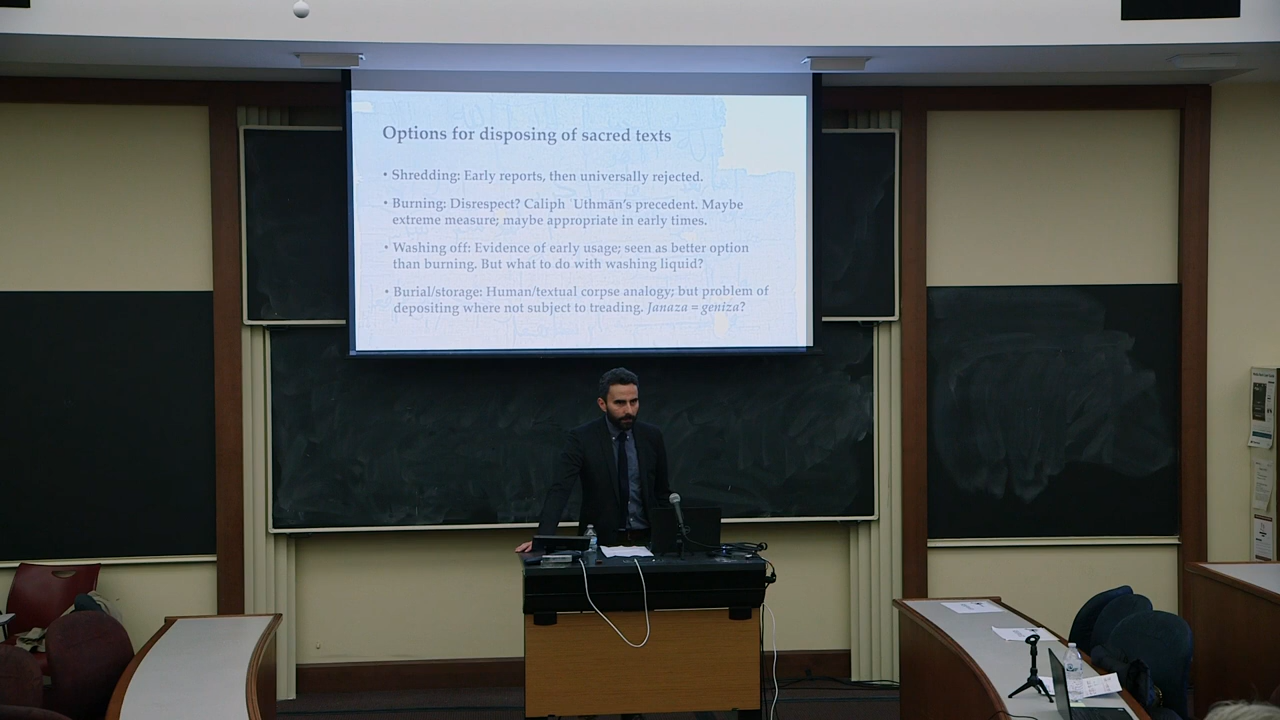 Options for disposing of sacred texts
• Shredding: Early reports, then universally rejected.
• Burning: Disrespect? Caliph ʿUthmān's precedent. Maybe
extreme measure; maybe appropriate in early times.
• Washing off: Evidence of early usage; seen as better option
than burning. But what to do with washing liquid?
• Burial/storage: Human/textual corpse analogy; but problem of
depositing where not subject to treading. Janaza = geniza?